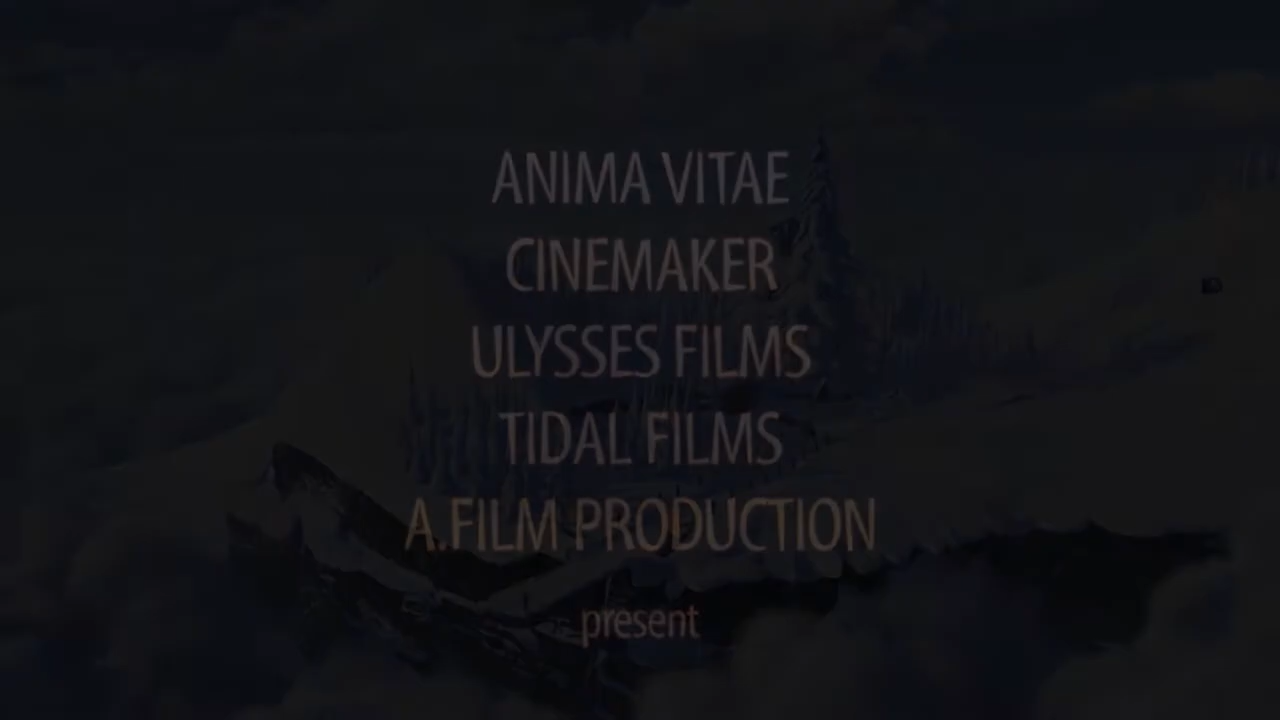 ANIMA VITAE
CINEMAKER
ULYSSES FILMS
TIDAL FILMS
A.FILM PRODUCTION
present